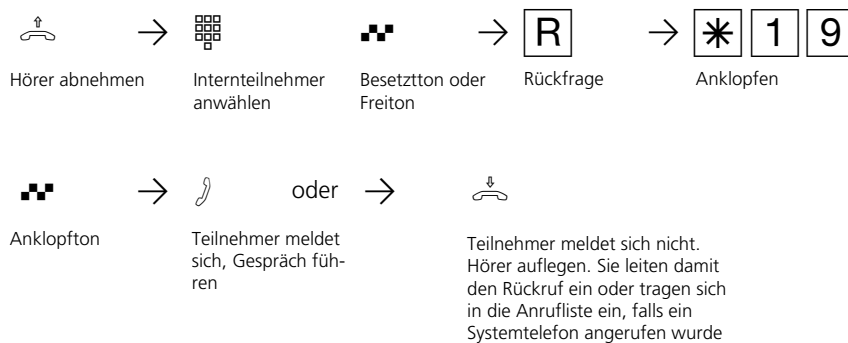 R * 1 9
Hörer abnehmen
Internteilnehmer
anwählen
Besetztton oder
Freiton
Rückfrage
Anklopfen
oder
Anklopfton
Teilnehmer meldet
sich, Gespräch füh-
ren
Teilnehmer meldet sich nicht.
Hörer auflegen. Sie leiten damit
den Rückruf ein oder tragen sich
in die Anrufliste ein, falls ein
Systemtelefon angerufen wurde